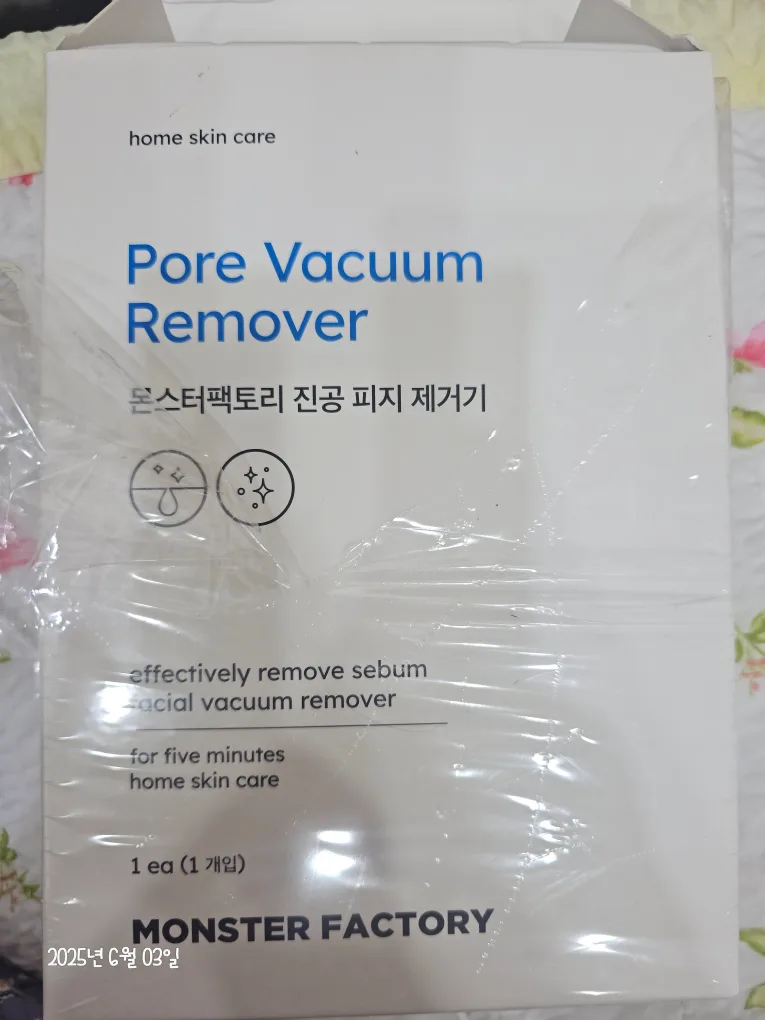 home skin care
Pore Vacuum
Remover
몬스터팩토리 진공 피지 제거기
effectively remove sebum
facial vacuum remover
for five minutes
home skin care
1 ea (1 개입)
MONSTER FACTORY
2025년 6월 03일